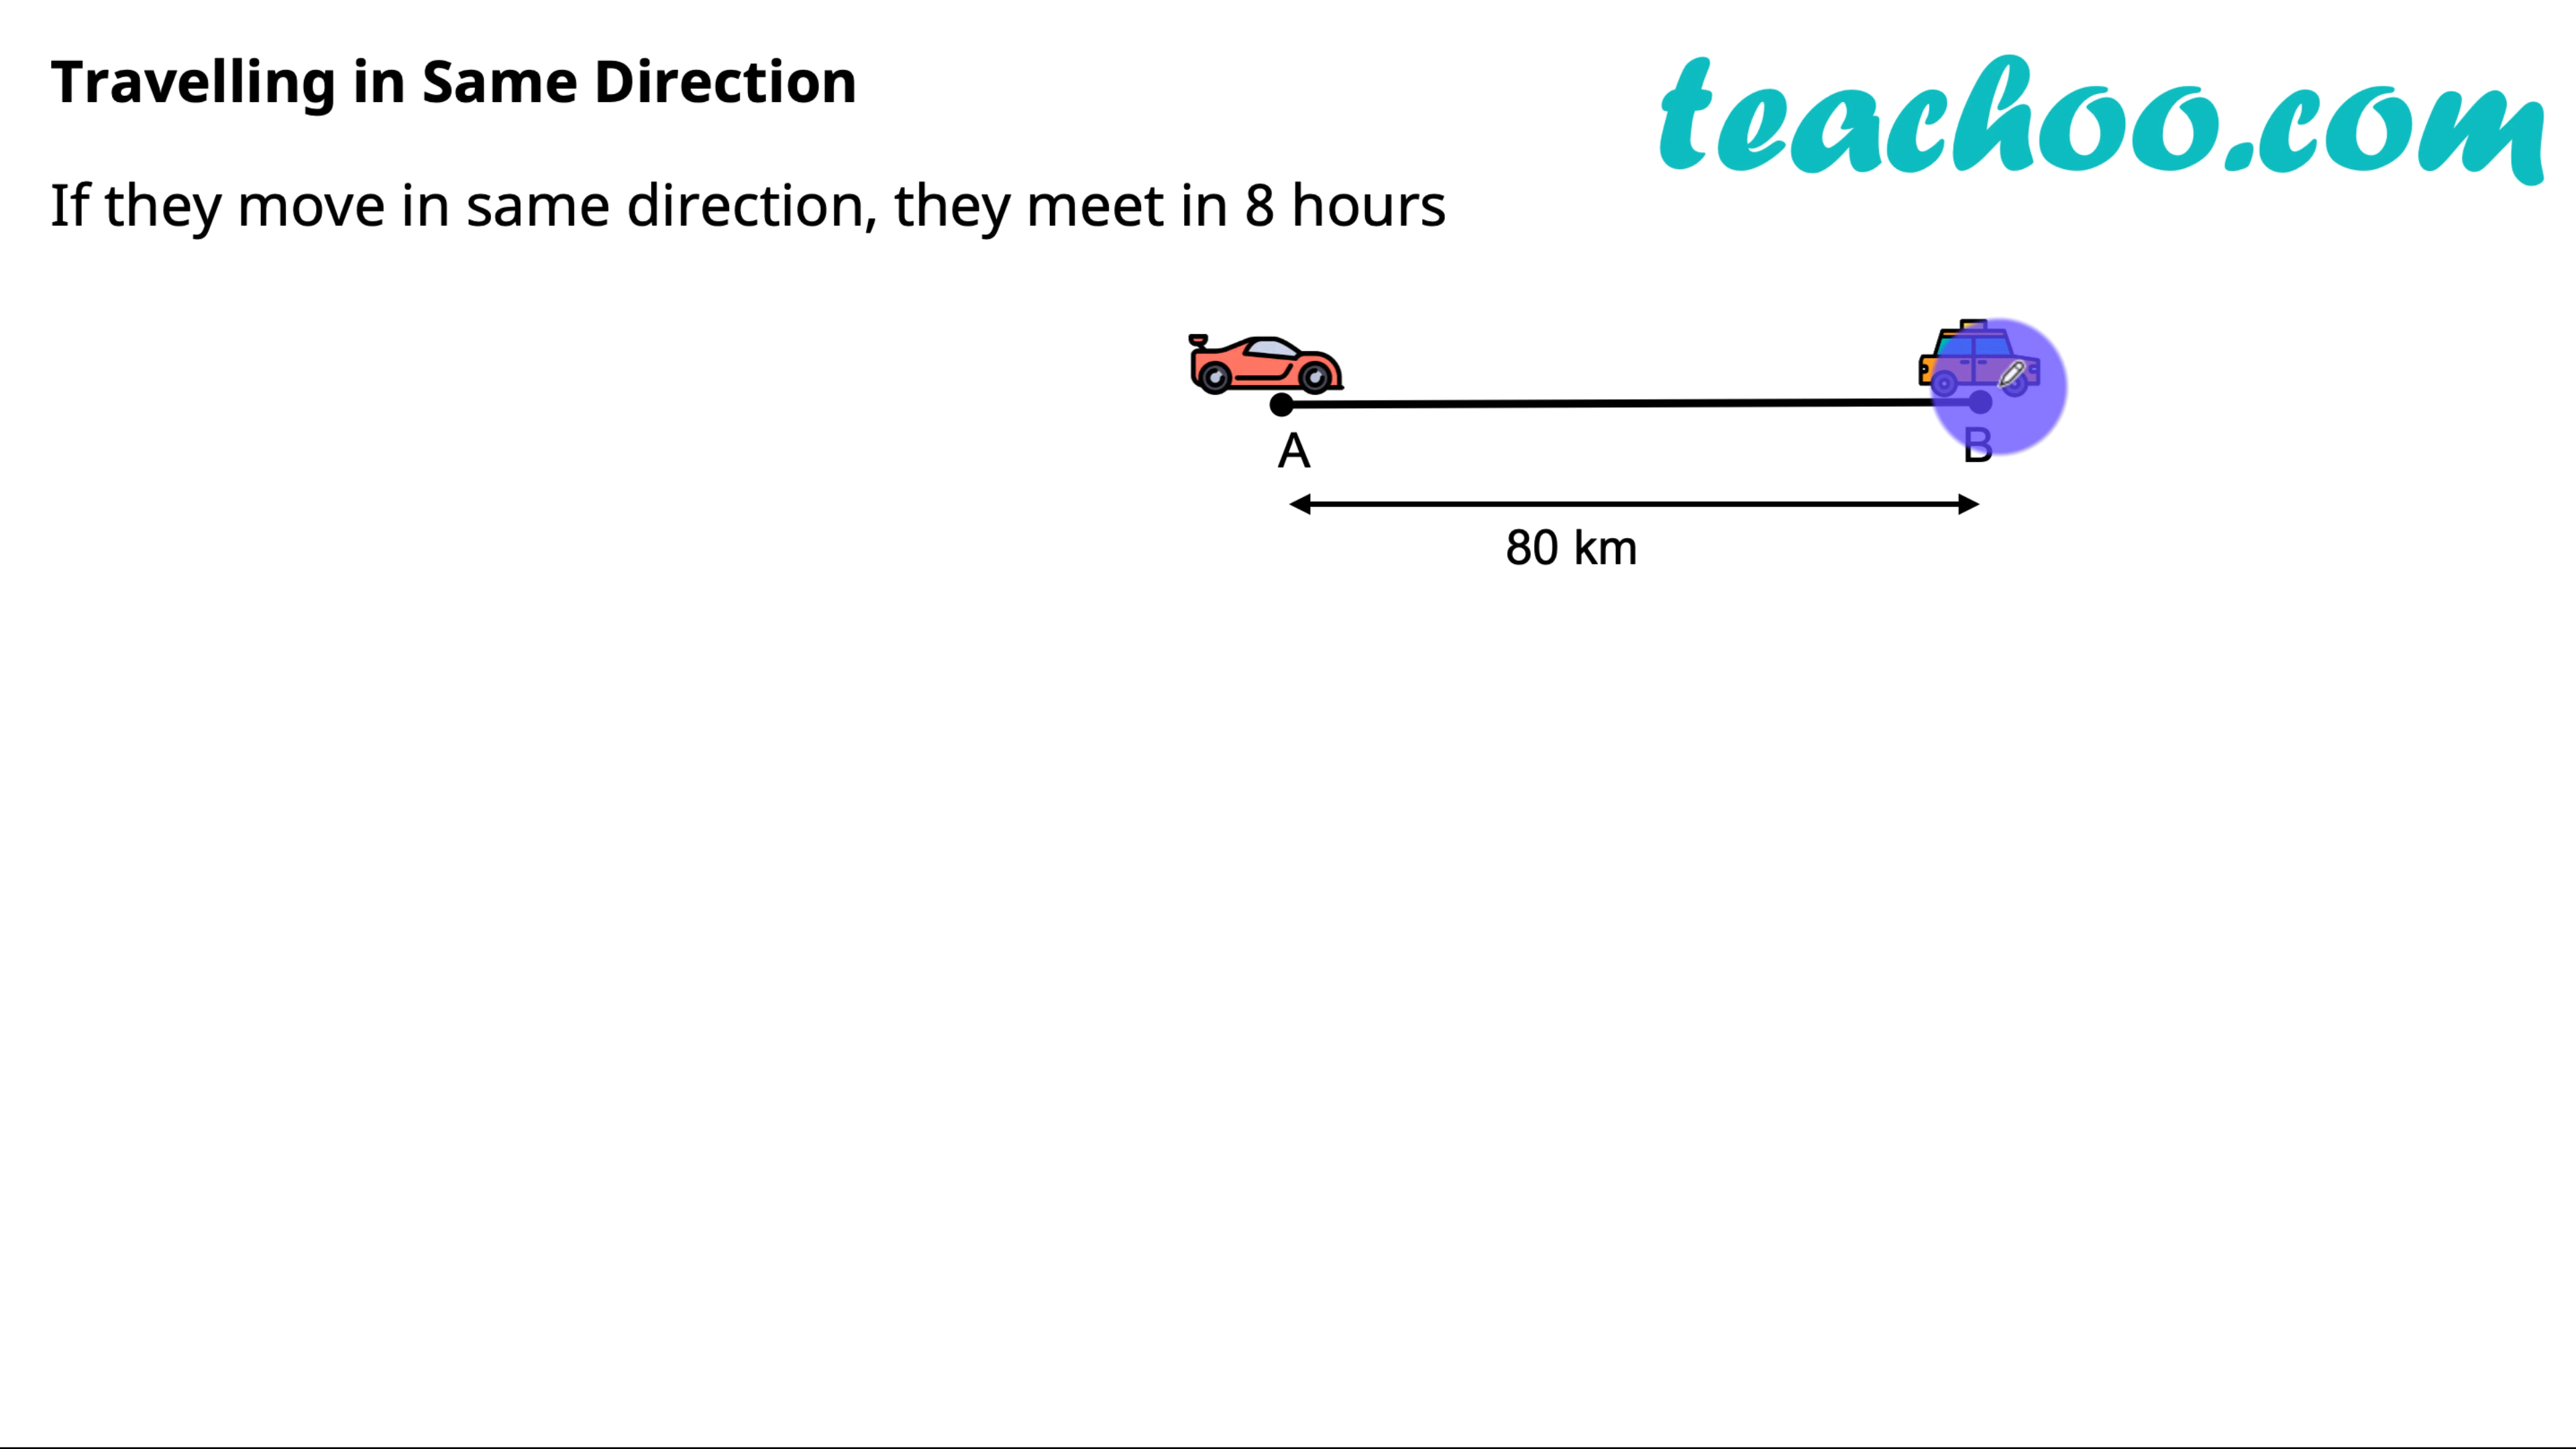 Travelling in Same Direction
teachoo.com
If they move in same direction, they meet in 8 hours
A
B
80 km